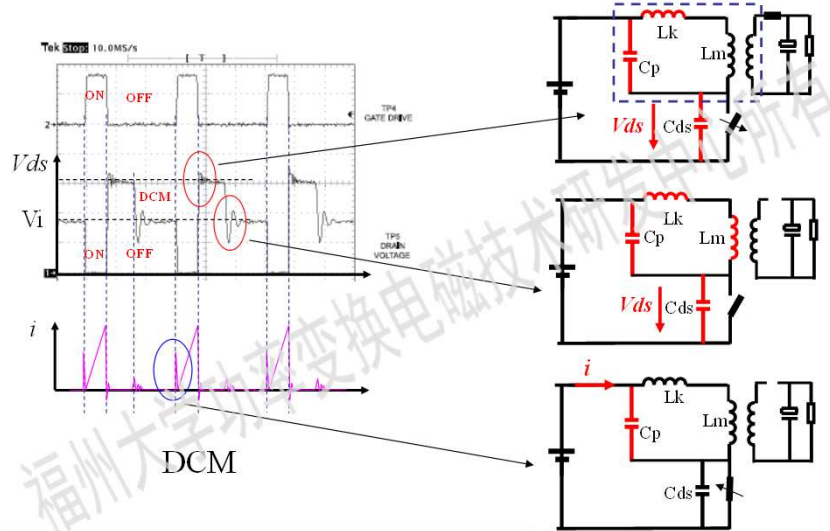 Tek Stop: 10.0MS/s
[ T ]
ON OFF
2
TP4
GATE DRIVE
Vds
DCM
Vi
ON OFF
TP5
DRAIN
VOLTAGE
1
i
DCM
Lk
Cp
Lm
Vds
Cds
Lk
Cp
Lm
Vds
Cds
i
Lk
Cp
Lm
Cds
福州大学功率变换电磁技术研发中心所有